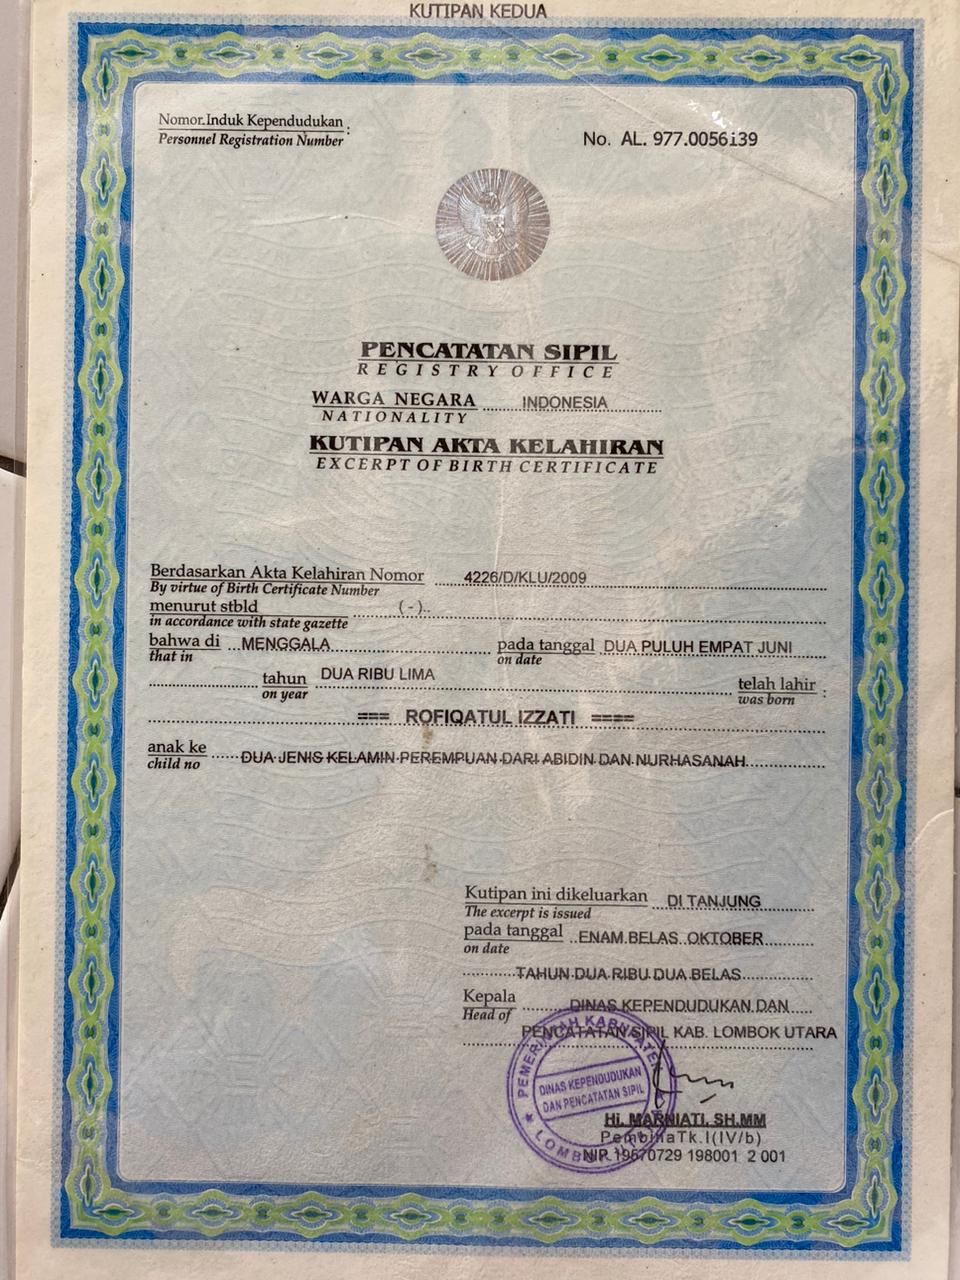 KUTIPAN KEDUA
Nomor Induk Kependudukan :
Personnel Registration Number
No. AL. 977.0056139
PENCATATAN SIPIL
REGISTRY OFFICE
WARGA NEGARA INDONESIA
NATIONALITY
KUTIPAN AKTA KELAHIRAN
EXCERPT OF BIRTH CERTIFICATE
Berdasarkan Akta Kelahiran Nomor 4226/D/KLU/2009
By virtue of Birth Certificate Number
menurut stbld (-)
in accordance with state gazette
bahwa di MENGGALA pada tanggal DUA PULUH EMPAT JUNI
that in on date
tahun DUA RIBU LIMA telah lahir :
on year was born
=== ROFIQATUL IZZATI ====
anak ke DUA JENIS KELAMIN PEREMPUAN DARI ABIDIN DAN NURHASANAH
child no
Kutipan ini dikeluarkan DI TANJUNG
The excerpt is issued
pada tanggal ENAM BELAS OKTOBER
on date
TAHUN DUA RIBU DUA BELAS
Kepala DINAS KEPENDUDUKAN DAN
Head of
PENCATATAN SIPIL KAB. LOMBOK UTARA
PEMERINTAH KABUPATEN
DINAS KEPENDUDUKAN
DAN PENCATATAN SIPIL
LOMBOK UTARA
Hj. MARNIATI, SH.MM
Pembina Tk.I(IV/b)
NIP 19570729 198001 2 001